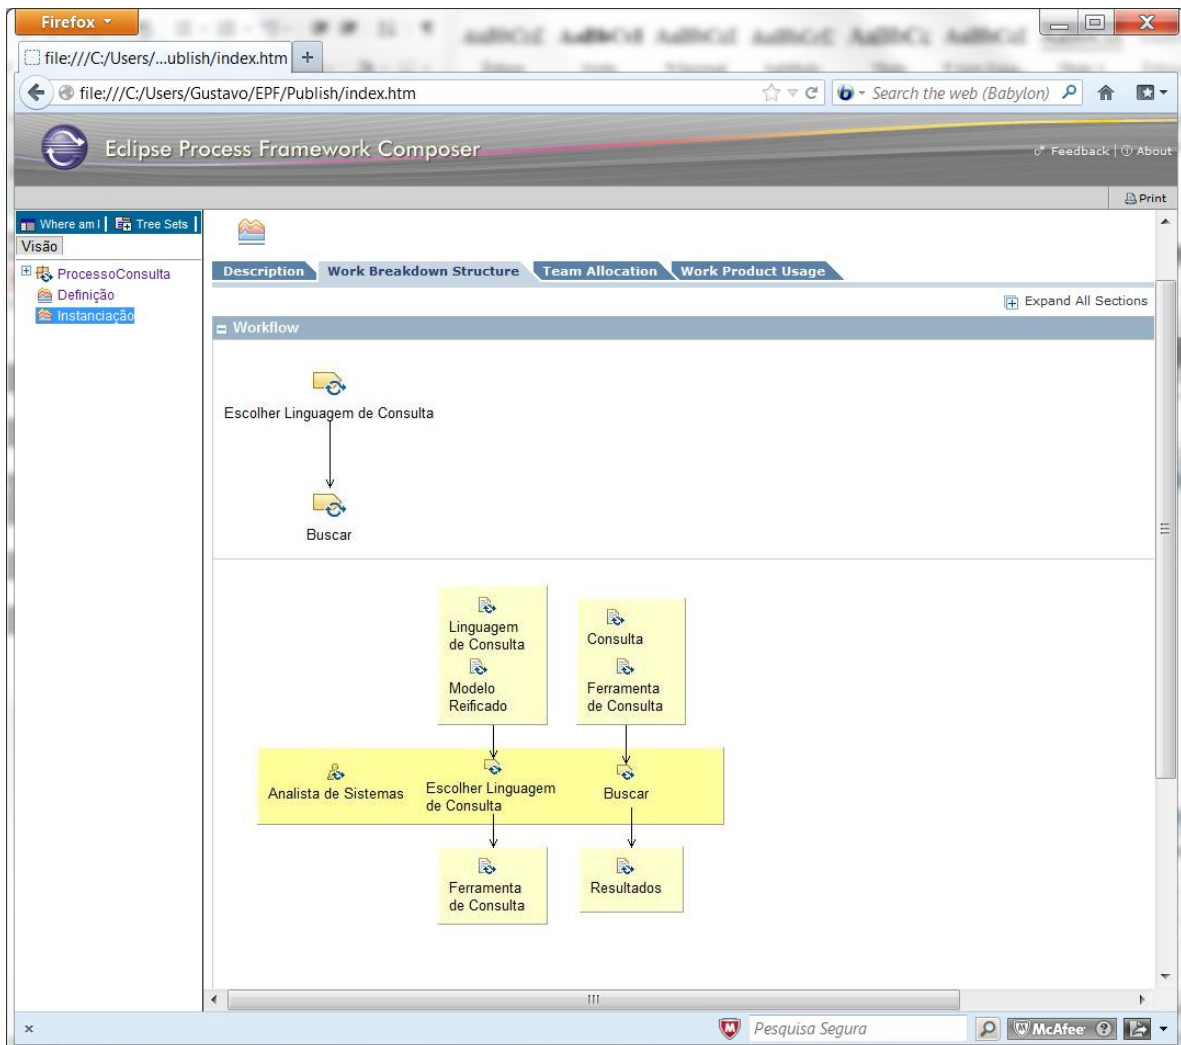 Firefox
file:///C:/Users/...ublish/index.htm
file:///C:/Users/Gustavo/EPF/Publish/index.htm
Search the web (Babylon)
Eclipse Process Framework Composer
Feedback | About
Print
Where am I
Tree Sets
Visão
ProcessoConsulta
Definição
Instanciação
Description
Work Breakdown Structure
Team Allocation
Work Product Usage
Expand All Sections
Workflow
Escolher Linguagem de Consulta
Buscar
Linguagem
de Consulta
Modelo
Reificado
Consulta
Ferramenta
de Consulta
Analista de Sistemas
Escolher Linguagem
de Consulta
Buscar
Ferramenta
de Consulta
Resultados
Pesquisa Segura
McAfee